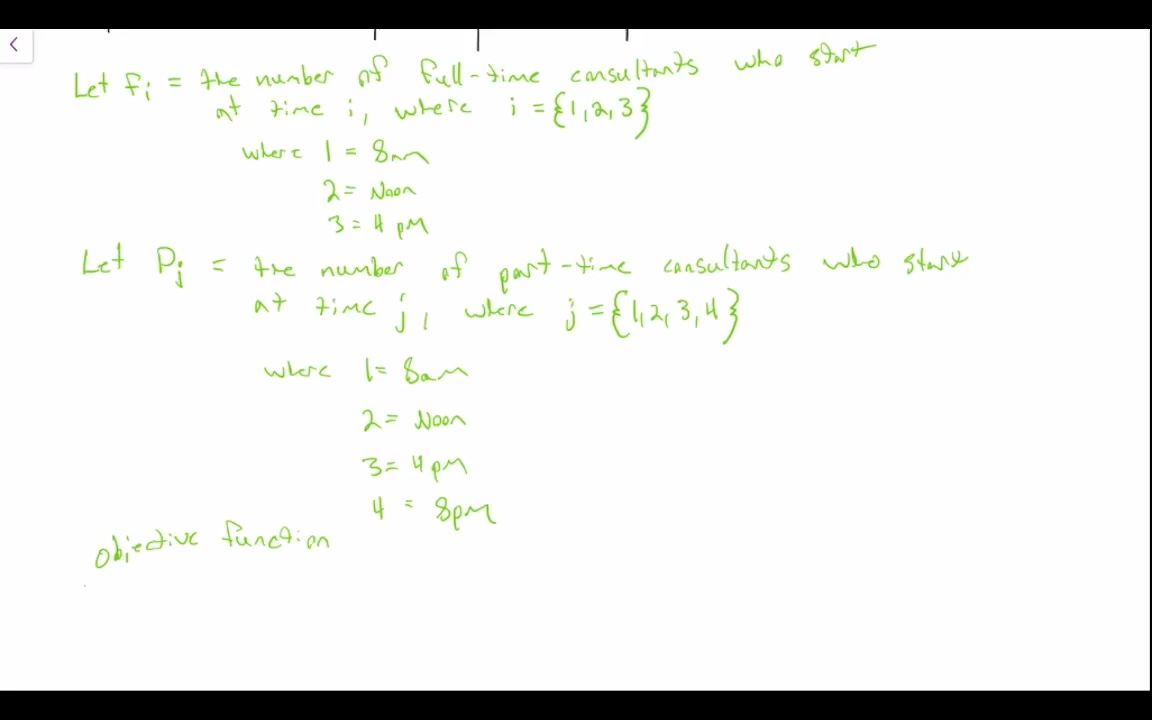 Let Fi = the number of full-time consultants who start
at time i, where i = {1,2,3}
where 1 = 8am
2 = Noon
3 = 4 pm
Let Pj = the number of part-time consultants who start
at time j, where j = {1,2,3,4}
where 1 = 8am
2 = Noon
3 = 4pm
4 = 8pm
objective function